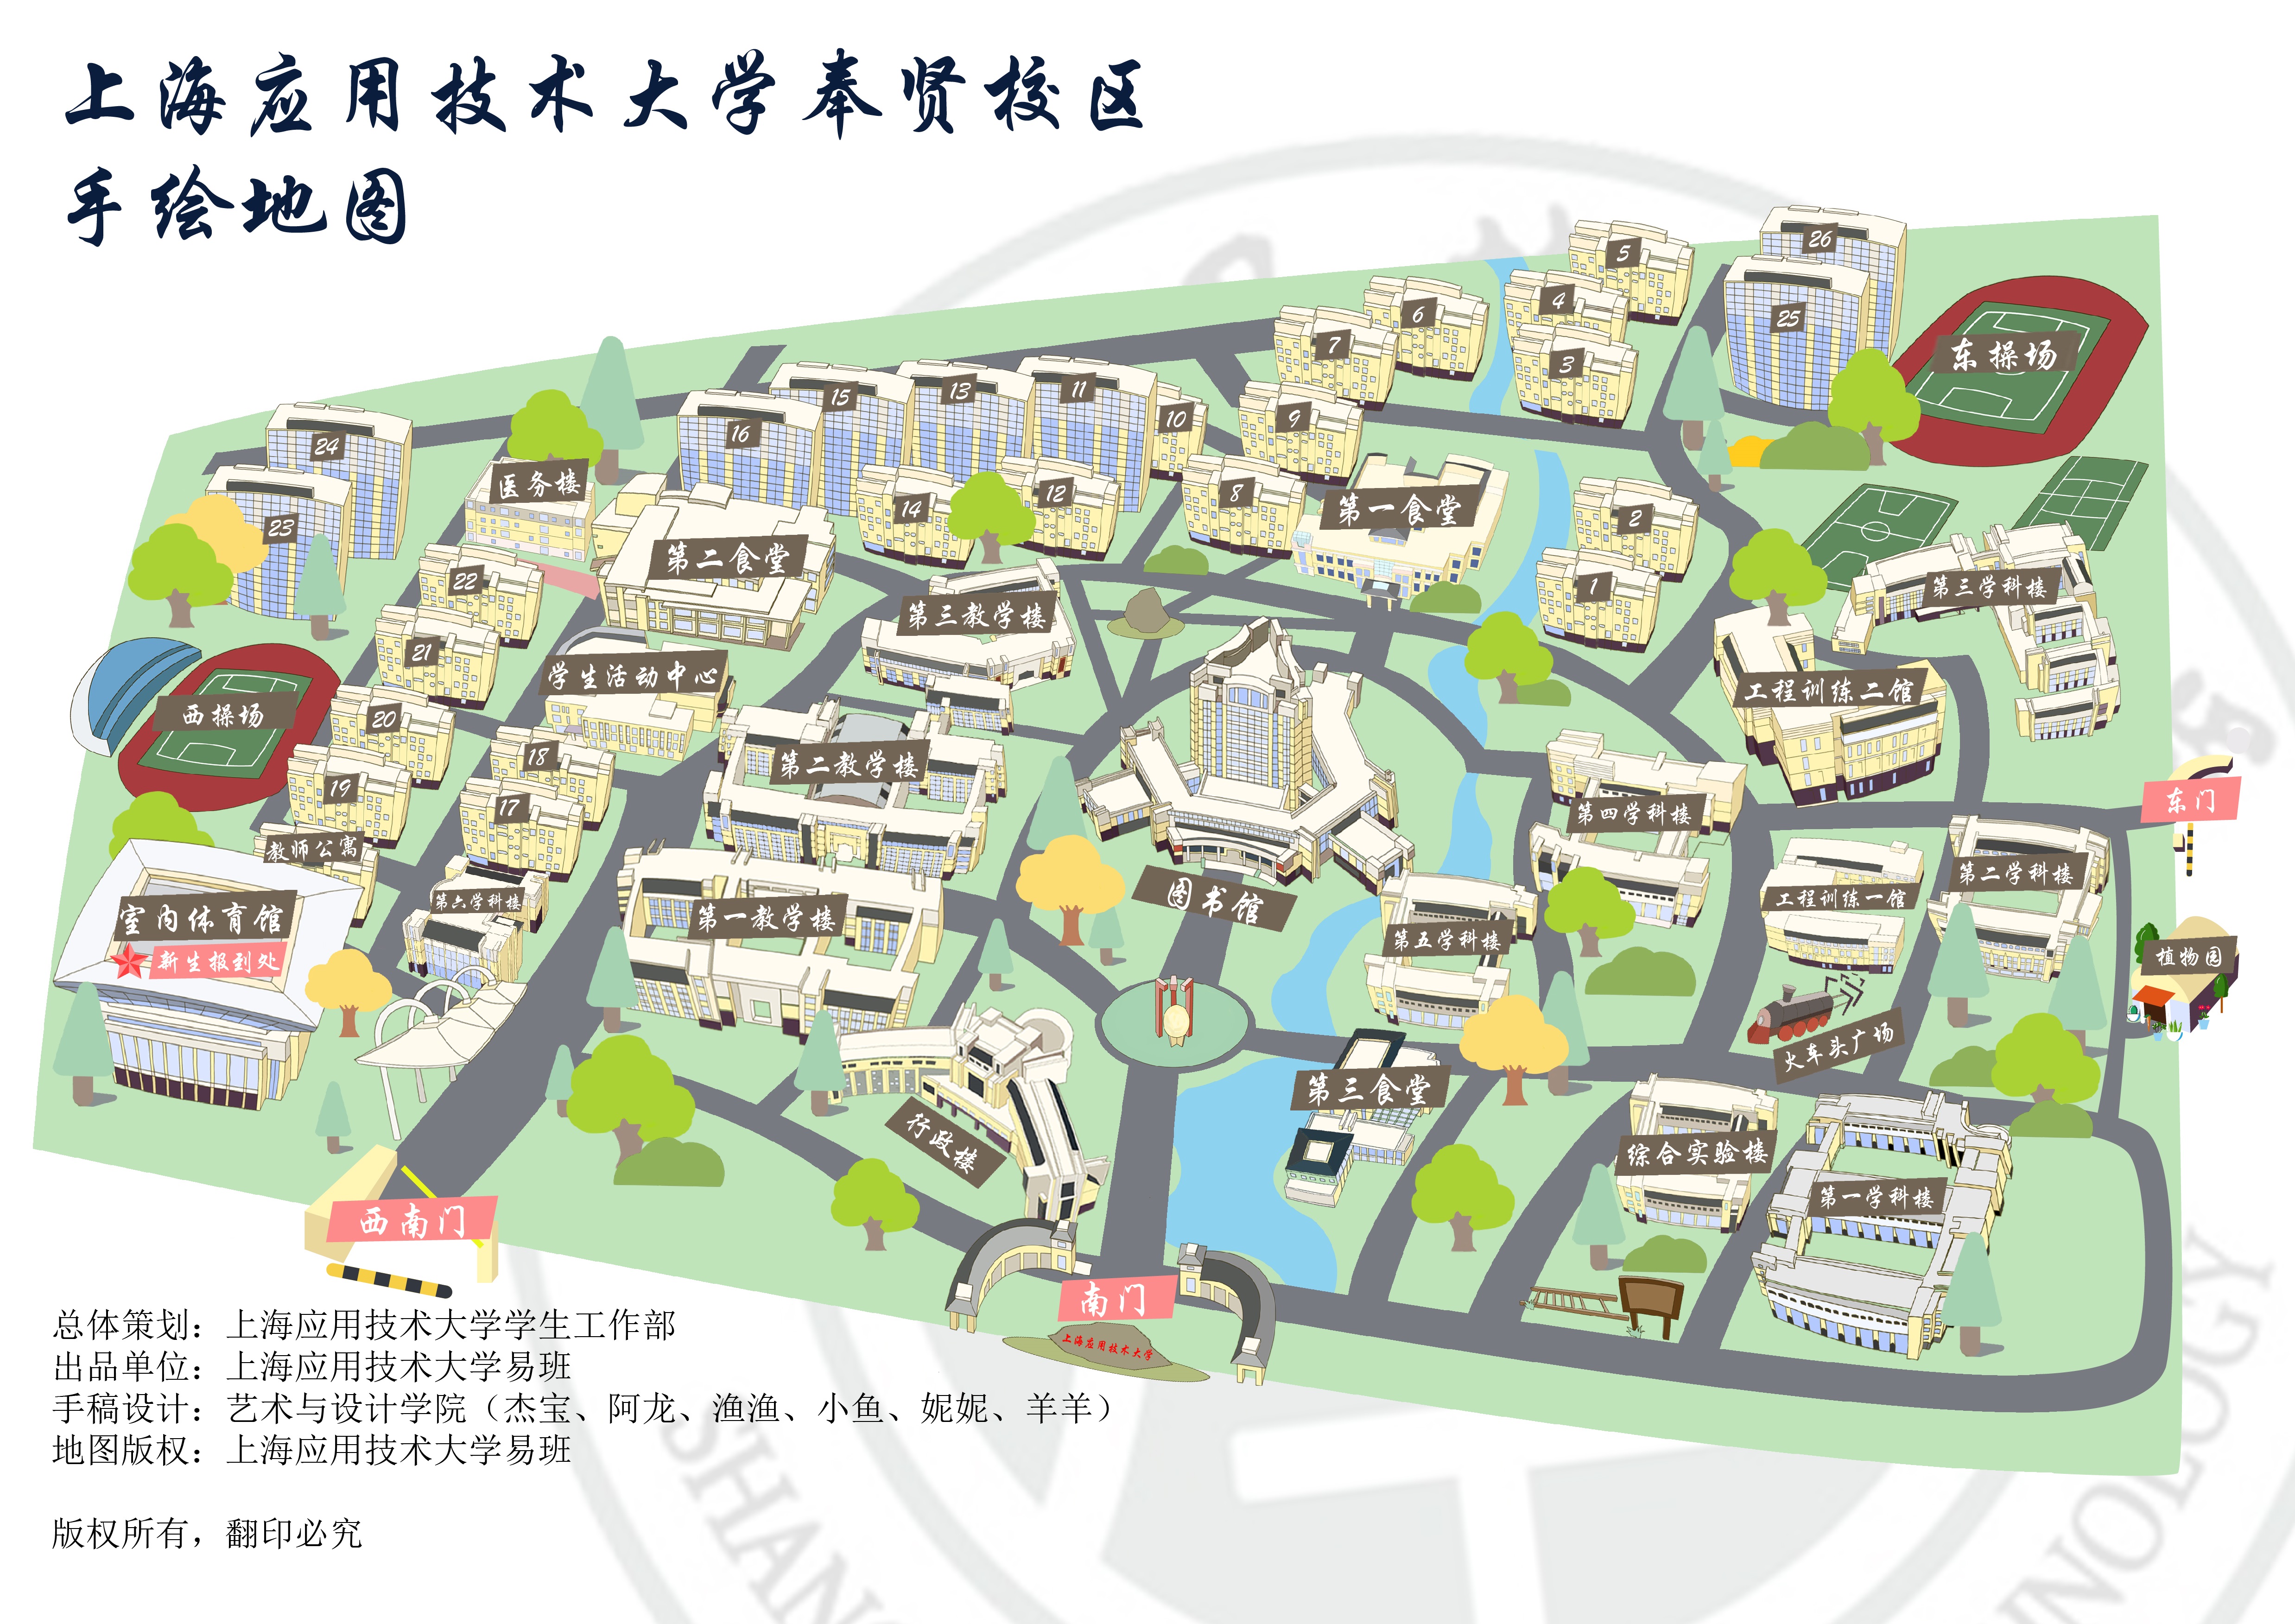 上海应用技术大学奉贤校区
手绘地图
5
26
4
25
6
7
3
东操场
15
13
11
10
9
16
24
医务楼
14
12
8
第一食堂
2
23
第二食堂
22
第三教学楼
1
第三学科楼
21
学生活动中心
工程训练二馆
西操场
20
18
第二教学楼
19
17
第四学科楼
东门
教师公寓
第二学科楼
室内体育馆
第六学科楼
第一教学楼
图书馆
工程训练一馆
第五学科楼
新生报到处
植物园
火车头广场
第三食堂
行政楼
综合实验楼
第一学科楼
西南门
南门
上海应用技术大学
总体策划：上海应用技术大学学生工作部
出品单位：上海应用技术大学易班
手稿设计：艺术与设计学院（杰宝、阿龙、渔渔、小鱼、妮妮、羊羊）
地图版权：上海应用技术大学易班
版权所有，翻印必究
SHAN
NOLOGY